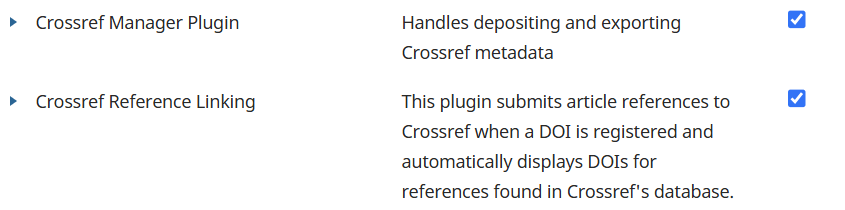 Crossref Manager Plugin
Handles depositing and exporting
Crossref metadata
Crossref Reference Linking
This plugin submits article references to
Crossref when a DOI is registered and
automatically displays DOIs for
references found in Crossref's database.